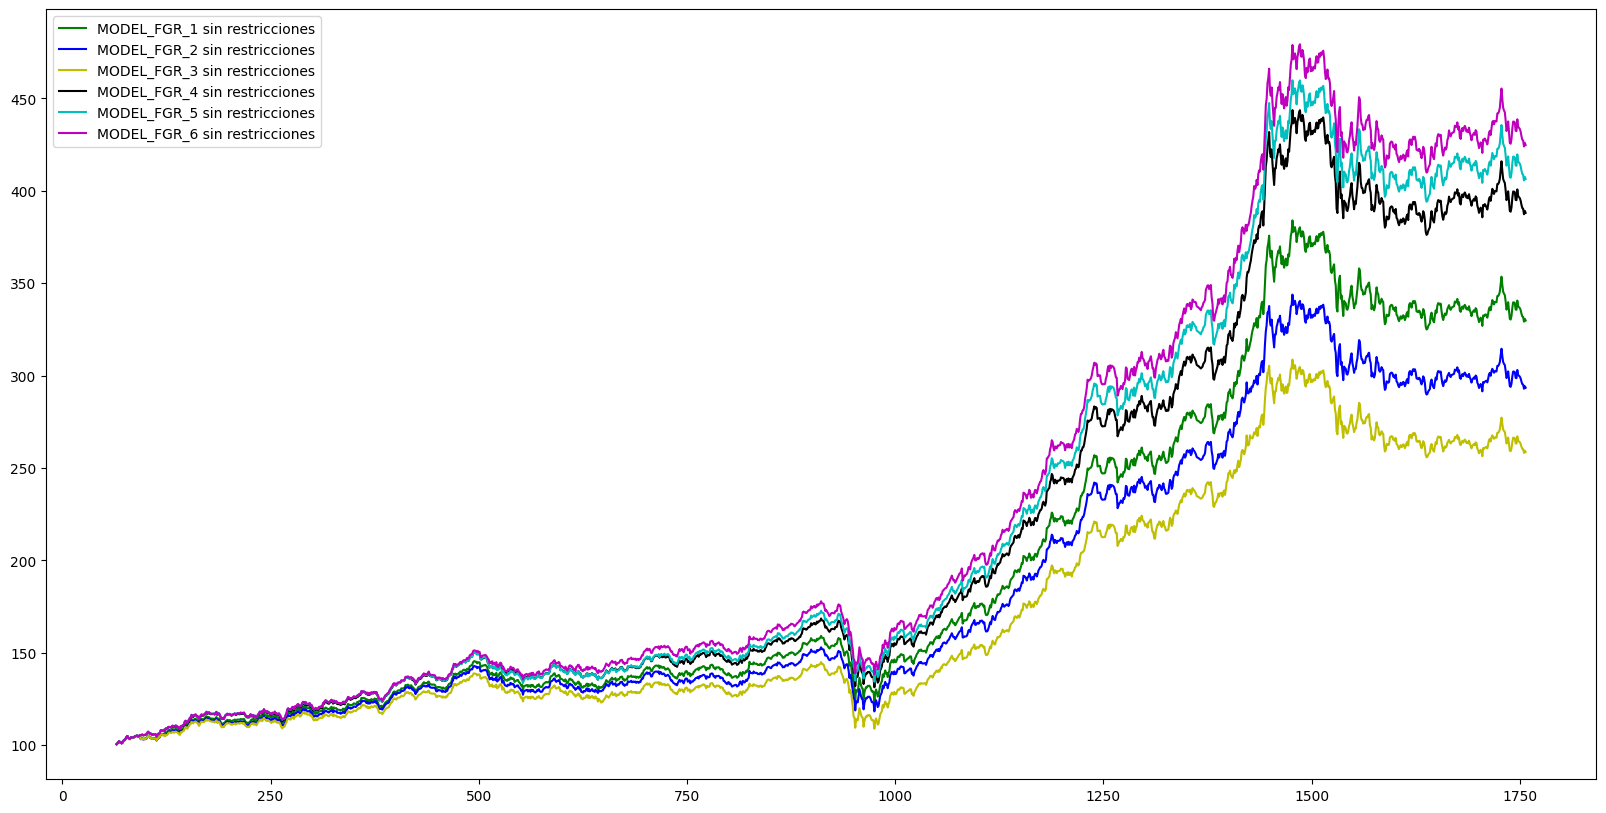 MODEL_FGR_1 sin restricciones
MODEL_FGR_2 sin restricciones
MODEL_FGR_3 sin restricciones
MODEL_FGR_4 sin restricciones
MODEL_FGR_5 sin restricciones
MODEL_FGR_6 sin restricciones
450
400
350
300
250
200
150
100
0 250 500 750 1000 1250 1500 1750